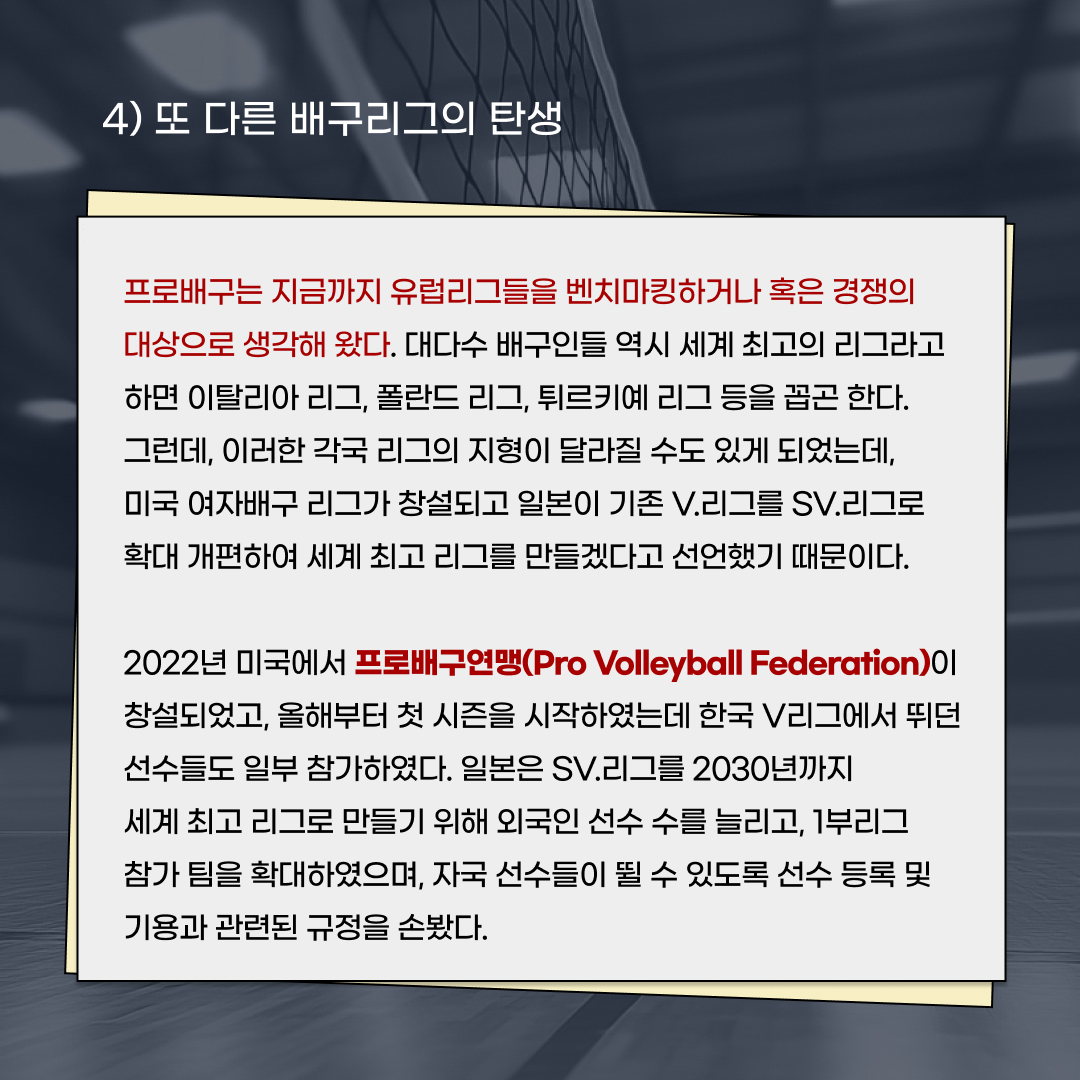 4) 또 다른 배구리그의 탄생
프로배구는 지금까지 유럽리그들을 벤치마킹하거나 혹은 경쟁의
대상으로 생각해 왔다. 대다수 배구인들 역시 세계 최고의 리그라고
하면 이탈리아 리그, 폴란드 리그, 튀르키예 리그 등을 꼽곤 한다.
그런데, 이러한 각국 리그의 지형이 달라질 수도 있게 되었는데,
미국 여자배구 리그가 창설되고 일본이 기존 V.리그를 SV.리그로
확대 개편하여 세계 최고 리그를 만들겠다고 선언했기 때문이다.
2022년 미국에서 프로배구연맹(Pro Volleyball Federation)이
창설되었고, 올해부터 첫 시즌을 시작하였는데 한국 V리그에서 뛰던
선수들도 일부 참가하였다. 일본은 SV.리그를 2030년까지
세계 최고 리그로 만들기 위해 외국인 선수 수를 늘리고, 1부리그
참가 팀을 확대하였으며, 자국 선수들이 뛸 수 있도록 선수 등록 및
기용과 관련된 규정을 손봤다.